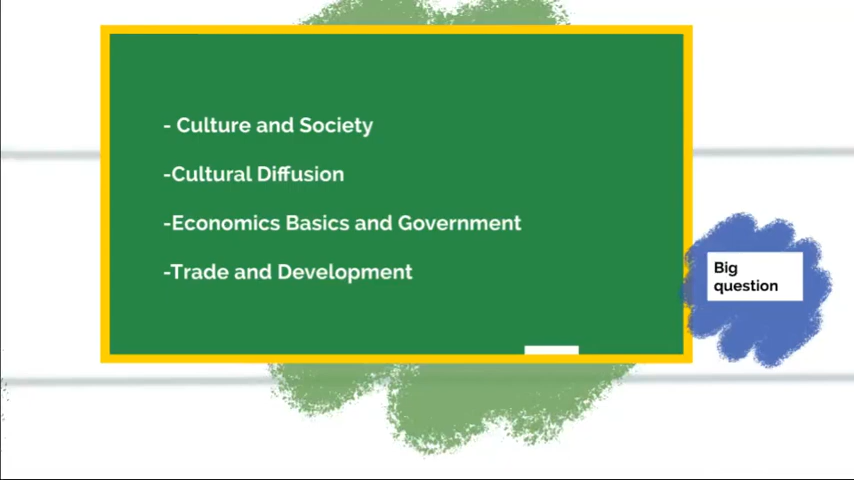 - Culture and Society
-Cultural Diffusion
-Economics Basics and Government
-Trade and Development
Big
question